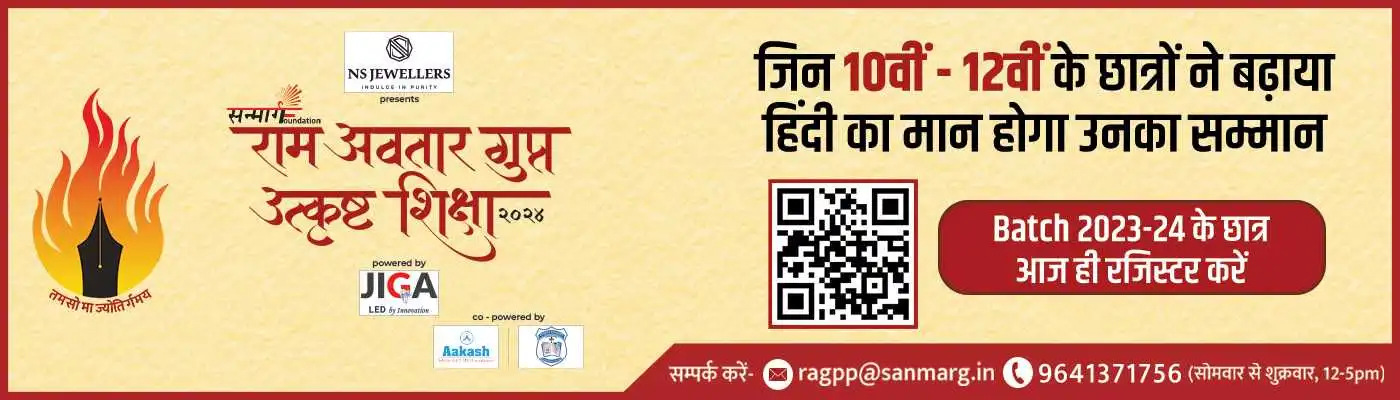 NS JEWELLERS
INDULGE IN PURITY
presents
सन्मार्ग Foundation
राम अवतार गुप्त
उत्कृष्ट शिक्षा २०२४
powered by
JIGA
LED by Innovation
co - powered by
Aakash
तमसो मा ज्योतिर्गमय
जिन 10वीं - 12वीं के छात्रों ने बढ़ाया
हिंदी का मान होगा उनका सम्मान
Batch 2023-24 के छात्र
आज ही रजिस्टर करें
सम्पर्क करें- ragpp@sanmarg.in 9641371756 (सोमवार से शुक्रवार, 12-5pm)